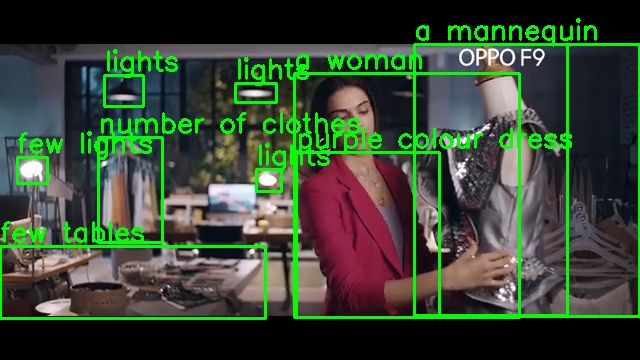 a mannequin
OPPO F9
lights
a woman
lights
number of clothes
few lights
purple colour dress
lights
few tables